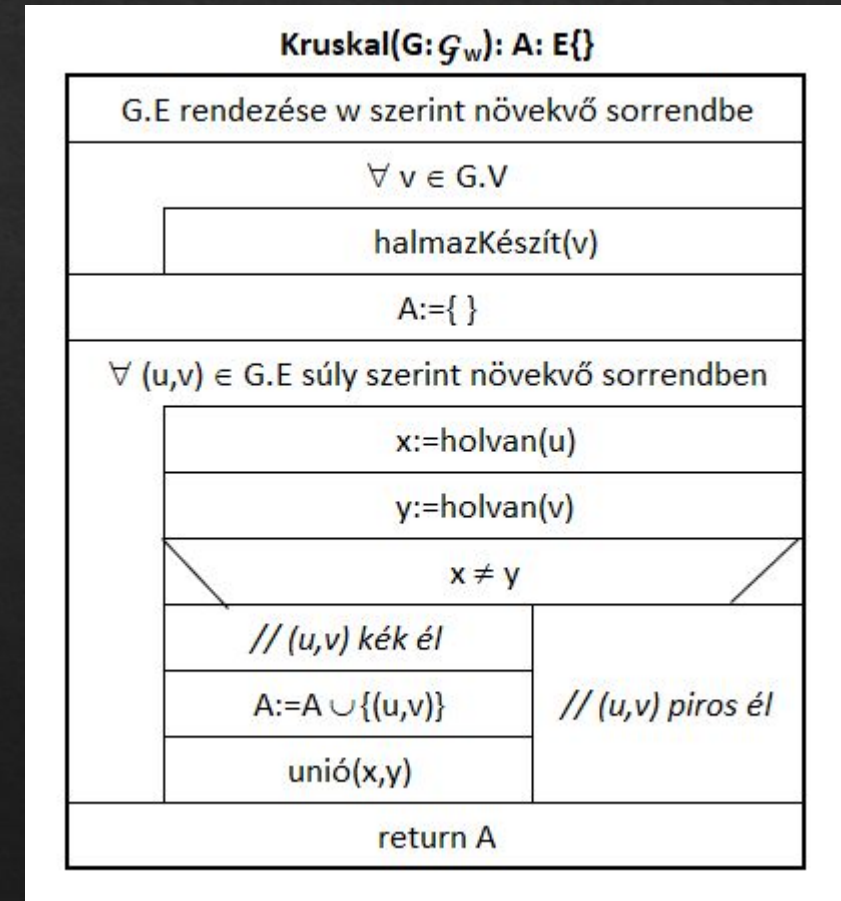 Kruskal(G:𝒢w): A: E{}
G.E rendezése w szerint növekvő sorrendbe
∀ v ∈ G.V
halmazKészít(v)
A:={ }
∀ (u,v) ∈ G.E súly szerint növekvő sorrendben
x:=holvan(u)
y:=holvan(v)
x ≠ y
// (u,v) kék él
A:=A ∪{(u,v)}
// (u,v) piros él
unió(x,y)
return A